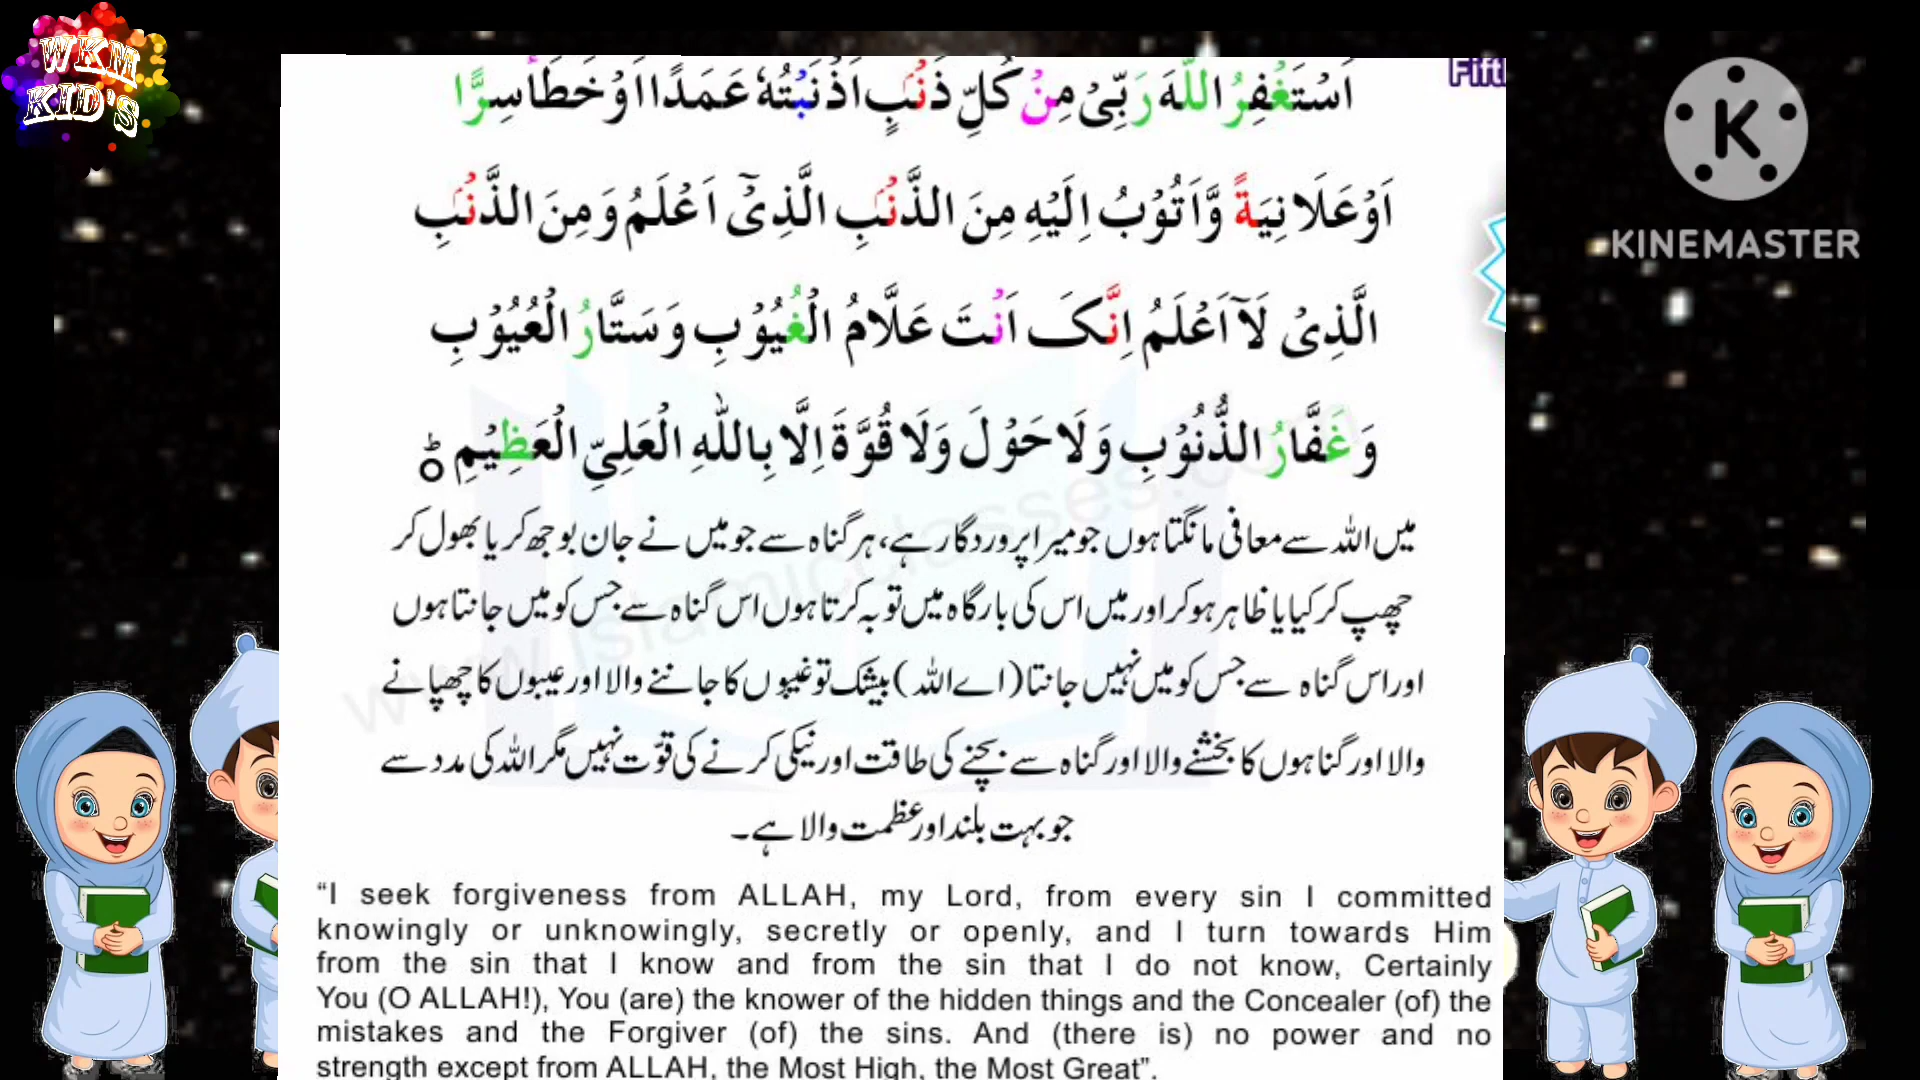 WKM
KID'S
Fift
KINEMASTER
اَسْتَغْفِرُ اللّٰهَ رَبِّىْ مِنْ كُلِّ ذَنْۢبٍ اَذْنَبْتُهٗ عَمَدًا اَوْ خَطَأً سِرًّا
اَوْ عَلَانِيَةً وَّاَتُوْبُ اِلَيْهِ مِنَ الذَّنْۢبِ الَّذِىْٓ اَعْلَمُ وَمِنَ الذَّنْۢبِ
الَّذِىْ لَآ اَعْلَمُ اِنَّكَ اَنْتَ عَلَّامُ الْغُيُوْبِ وَسَتَّارُ الْعُيُوْبِ
وَغَفَّارُ الذُّنُوْبِ وَلَا حَوْلَ وَلَا قُوَّةَ اِلَّا بِاللّٰهِ الْعَلِىِّ الْعَظِيْمِ ؕ
میں اللہ سے معافی مانگتا ہوں جو میرا پروردگار ہے، ہر گناہ سے جو میں نے جان بوجھ کر یا بھول کر
چھپ کر کیا یا ظاہر ہو کر اور میں اس کی بارگاہ میں توبہ کرتا ہوں اس گناہ سے جس کو میں جانتا ہوں
اور اس گناہ سے جس کو میں نہیں جانتا (اے اللہ) بیشک تو غیبوں کا جاننے والا اور عیبوں کا چھپانے
والا اور گناہوں کا بخشنے والا اور گناہ سے بچنے کی طاقت اور نیکی کرنے کی قوّت نہیں مگر اللہ کی مدد سے
جو بہت بلند اور عظمت والا ہے۔
www.islamicclasses.com
“I seek forgiveness from ALLAH, my Lord, from every sin I committed
knowingly or unknowingly, secretly or openly, and I turn towards Him
from the sin that I know and from the sin that I do not know, Certainly
You (O ALLAH!), You (are) the knower of the hidden things and the Concealer (of) the
mistakes and the Forgiver (of) the sins. And (there is) no power and no
strength except from ALLAH, the Most High, the Most Great”.